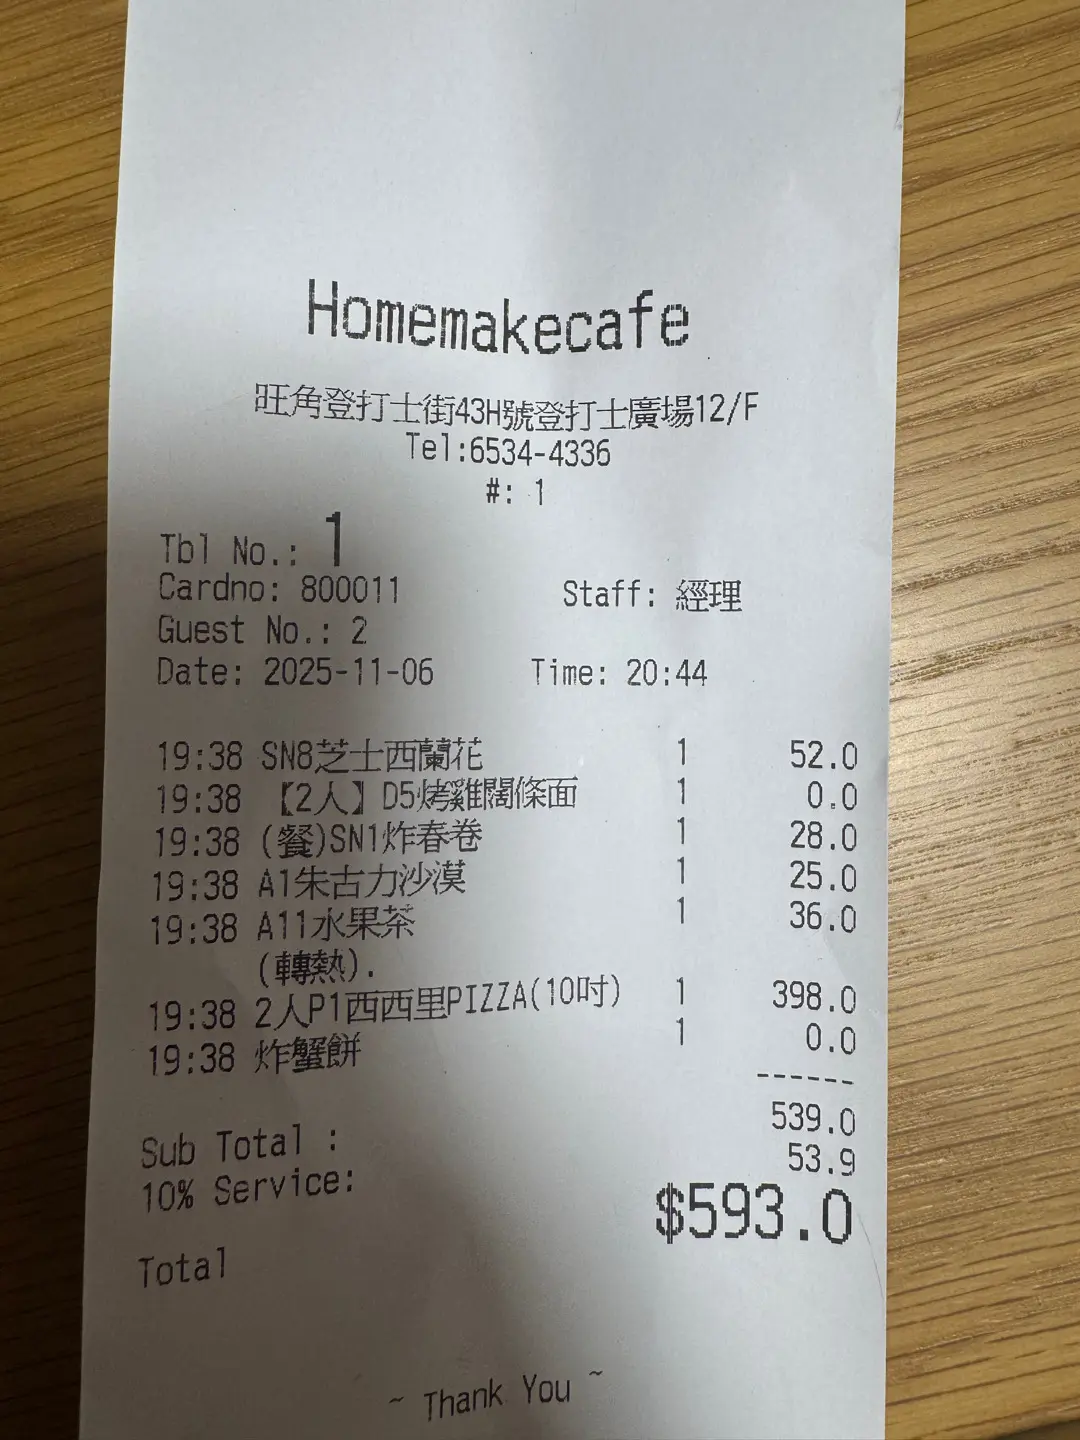 Homemakecafe
旺角登打士街43H號登打士廣場12/F
Tel:6534-4336
#: 1
Tbl No.: 1
Cardno: 800011 Staff: 經理
Guest No.: 2
Date: 2025-11-06 Time: 20:44
19:38 SN8芝士西蘭花 1 52.0
19:38 【2人】D5烤雞闊條面 1 0.0
19:38 (餐)SN1炸春卷 1 28.0
19:38 A1朱古力沙漠 1 25.0
19:38 A11水果茶 1 36.0
(轉熱).
19:38 2人P1西西里PIZZA(10吋) 1 398.0
19:38 炸蟹餅 1 0.0
------
Sub Total : 539.0
10% Service: 53.9
Total $593.0
~ Thank You ~